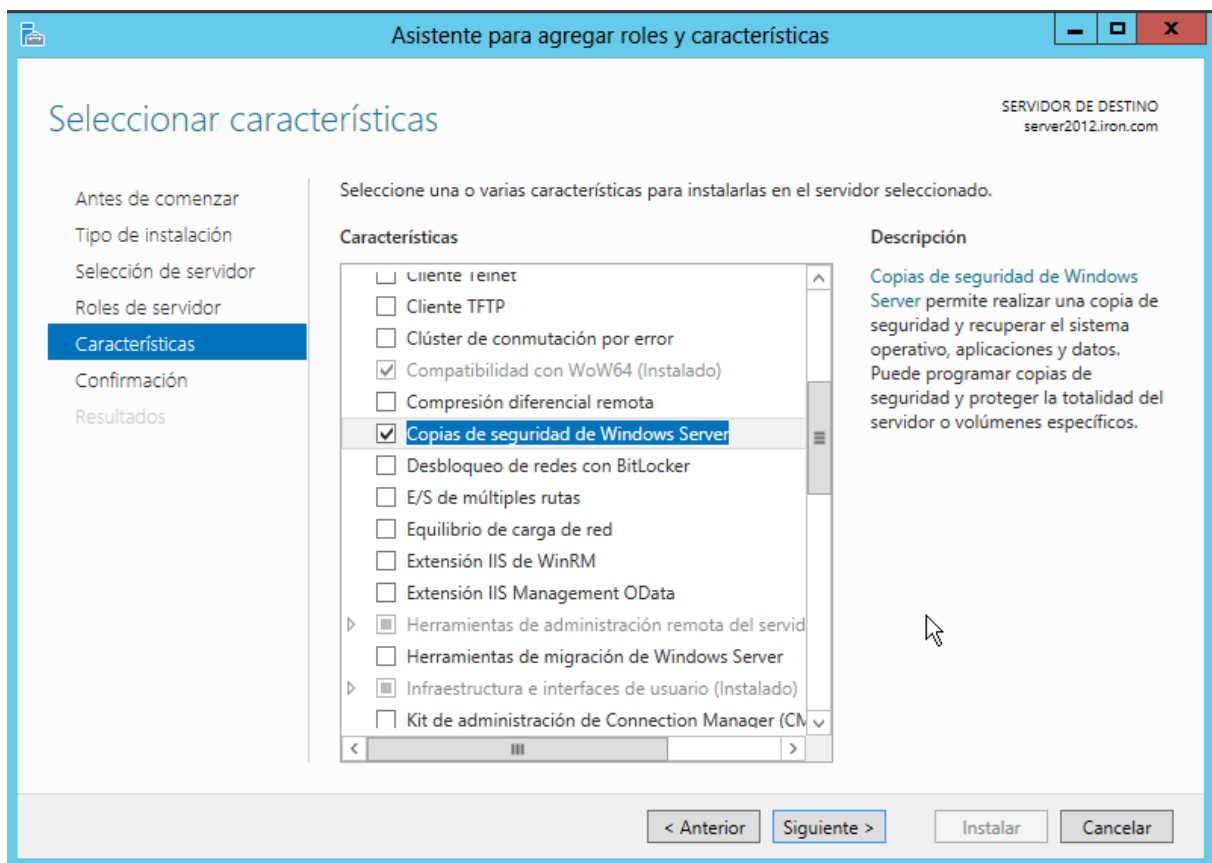 Asistente para agregar roles y características
Seleccionar características
SERVIDOR DE DESTINO
server2012.iron.com
Antes de comenzar
Tipo de instalación
Selección de servidor
Roles de servidor
Características
Confirmación
Resultados
Seleccione una o varias características para instalarlas en el servidor seleccionado.
Características
Cliente Telnet
Cliente TFTP
Clúster de conmutación por error
Compatibilidad con WoW64 (Instalado)
Compresión diferencial remota
Copias de seguridad de Windows Server
Desbloqueo de redes con BitLocker
E/S de múltiples rutas
Equilibrio de carga de red
Extensión IIS de WinRM
Extensión IIS Management OData
Herramientas de administración remota del servid
Herramientas de migración de Windows Server
Infraestructura e interfaces de usuario (Instalado)
Kit de administración de Connection Manager (CM
Descripción
Copias de seguridad de Windows
Server permite realizar una copia de
seguridad y recuperar el sistema
operativo, aplicaciones y datos.
Puede programar copias de
seguridad y proteger la totalidad del
servidor o volúmenes específicos.
< Anterior
Siguiente >
Instalar
Cancelar